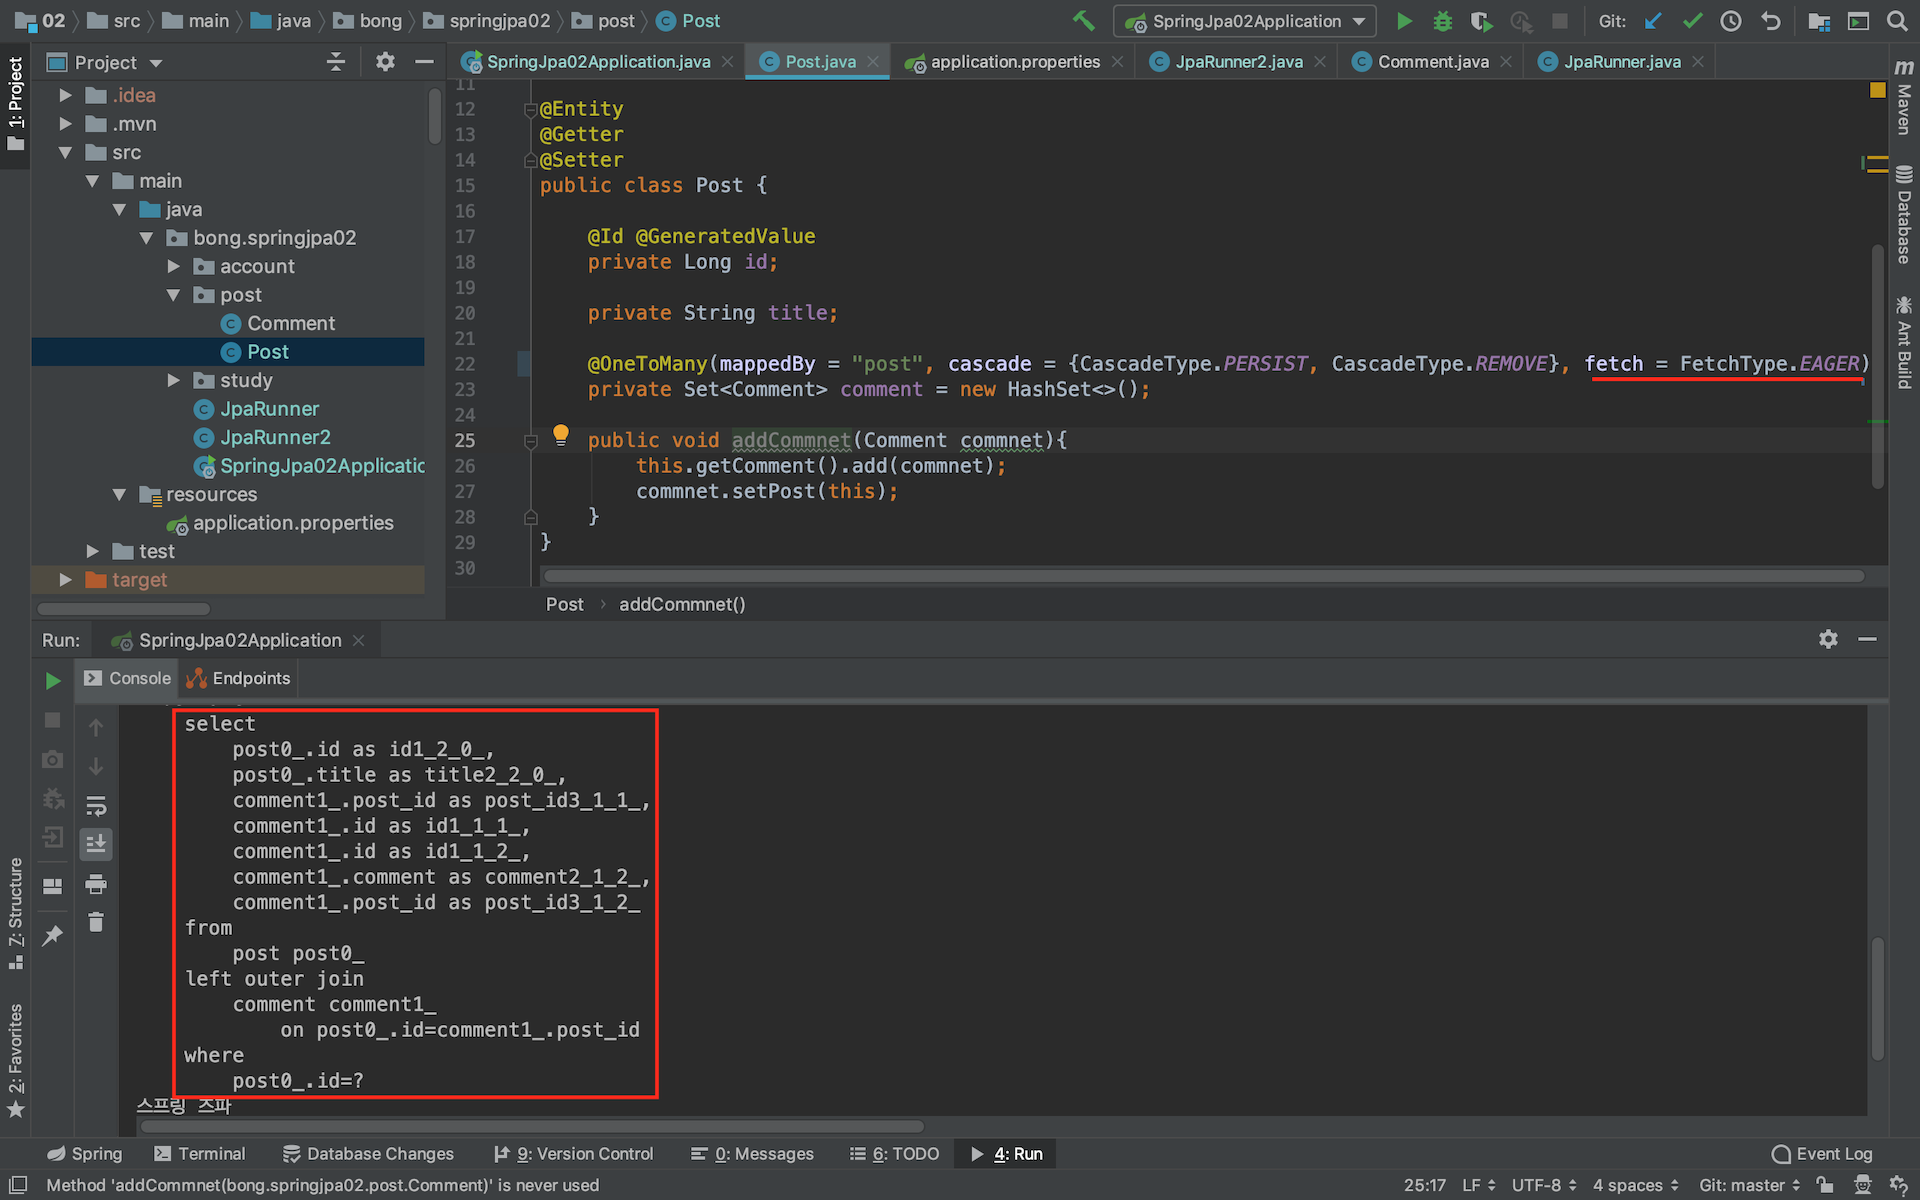 02 src main java bong springjpa02 post Post SpringJpa02Application Git:
1: Project
Project
SpringJpa02Application.java Post.java application.properties JpaRunner2.java Comment.java JpaRunner.java
.idea
.mvn
src
main
java
bong.springjpa02
account
post
Comment
Post
study
JpaRunner
JpaRunner2
SpringJpa02Applicatic
resources
application.properties
test
target
11
12 @Entity
13 @Getter
14 @Setter
15 public class Post {
16
17 @Id @GeneratedValue
18 private Long id;
19
20 private String title;
21
22 @OneToMany(mappedBy = "post", cascade = {CascadeType.PERSIST, CascadeType.REMOVE}, fetch = FetchType.EAGER)
23 private Set<Comment> comment = new HashSet<>();
24
25 public void addCommnet(Comment commnet){
26 this.getComment().add(commnet);
27 commnet.setPost(this);
28 }
29 }
30
Post › addCommnet()
m Maven
Database
Ant Build
Run: SpringJpa02Application
Console Endpoints
select
post0_.id as id1_2_0_,
post0_.title as title2_2_0_,
comment1_.post_id as post_id3_1_1_,
comment1_.id as id1_1_1_,
comment1_.id as id1_1_2_,
comment1_.comment as comment2_1_2_,
comment1_.post_id as post_id3_1_2_
from
post post0_
left outer join
comment comment1_
on post0_.id=comment1_.post_id
where
post0_.id=?
스프링 즈파
7: Structure
2: Favorites
Spring Terminal Database Changes 9: Version Control 0: Messages 6: TODO 4: Run Event Log
Method 'addCommnet(bong.springjpa02.post.Comment)' is never used 25:17 LF UTF-8 4 spaces Git: master